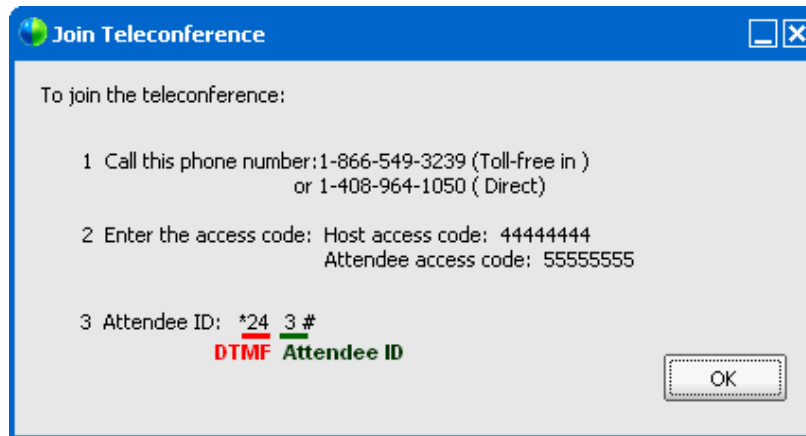 Join Teleconference
To join the teleconference:
1 Call this phone number:1-866-549-3239 (Toll-free in )
or 1-408-964-1050 ( Direct)
2 Enter the access code: Host access code: 44444444
Attendee access code: 55555555
3 Attendee ID: *24 3 #
DTMF Attendee ID
OK